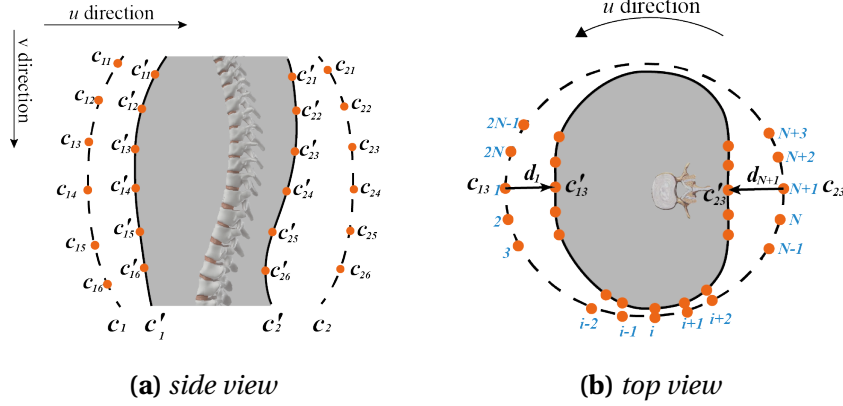 u direction
v direction
c11 c'11 c'21 c21
c12 c'12 c'22 c22
c13 c'13 c'23 c23
c14 c'14 c'24 c24
c15 c'15 c'25 c25
c16 c'16 c'26 c26
c1 c'1 c'2 c2
(a) side view
u direction
2N-1 N+3
2N N+2
c13 1 d1 c'13 c'23 dN+1 N+1 c23
2 N
3 N-1
i-2 i-1 i i+1 i+2
(b) top view